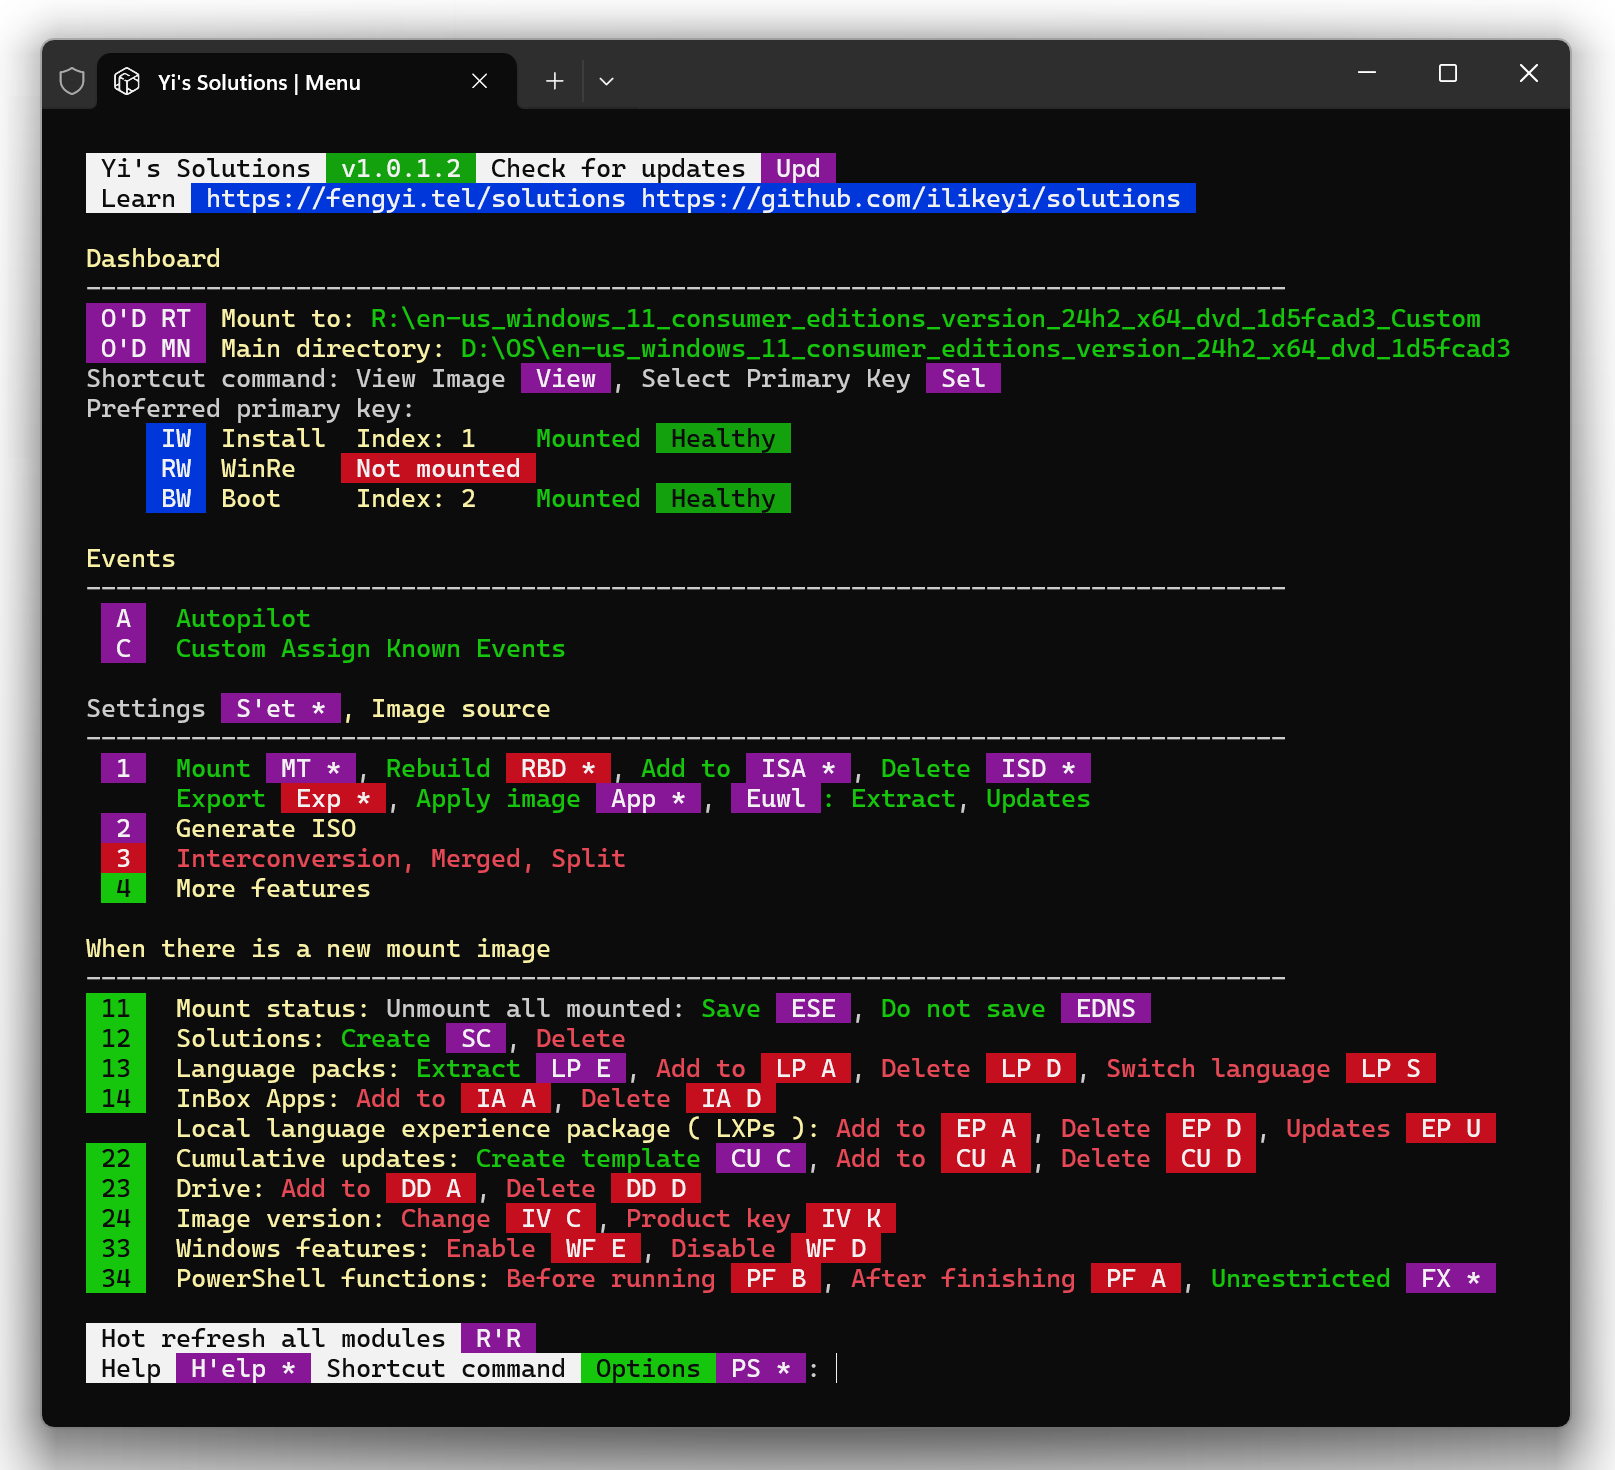 Yi's Solutions | Menu
Yi's Solutions v1.0.1.2 Check for updates Upd
Learn https://fengyi.tel/solutions https://github.com/ilikeyi/solutions
Dashboard
--------------------------------------------------------------------------------
O'D RT Mount to: R:\en-us_windows_11_consumer_editions_version_24h2_x64_dvd_1d5fcad3_Custom
O'D MN Main directory: D:\OS\en-us_windows_11_consumer_editions_version_24h2_x64_dvd_1d5fcad3
Shortcut command: View Image View , Select Primary Key Sel
Preferred primary key:
IW Install Index: 1 Mounted Healthy
RW WinRe Not mounted
BW Boot Index: 2 Mounted Healthy
Events
--------------------------------------------------------------------------------
A Autopilot
C Custom Assign Known Events
Settings S'et * , Image source
--------------------------------------------------------------------------------
1 Mount MT * , Rebuild RBD * , Add to ISA * , Delete ISD *
Export Exp * , Apply image App * , Euwl : Extract, Updates
2 Generate ISO
3 Interconversion, Merged, Split
4 More features
When there is a new mount image
--------------------------------------------------------------------------------
11 Mount status: Unmount all mounted: Save ESE , Do not save EDNS
12 Solutions: Create SC , Delete
13 Language packs: Extract LP E , Add to LP A , Delete LP D , Switch language LP S
14 InBox Apps: Add to IA A , Delete IA D
Local language experience package ( LXPs ): Add to EP A , Delete EP D , Updates EP U
22 Cumulative updates: Create template CU C , Add to CU A , Delete CU D
23 Drive: Add to DD A , Delete DD D
24 Image version: Change IV C , Product key IV K
33 Windows features: Enable WF E , Disable WF D
34 PowerShell functions: Before running PF B , After finishing PF A , Unrestricted FX *
Hot refresh all modules R'R
Help H'elp * Shortcut command Options PS * :